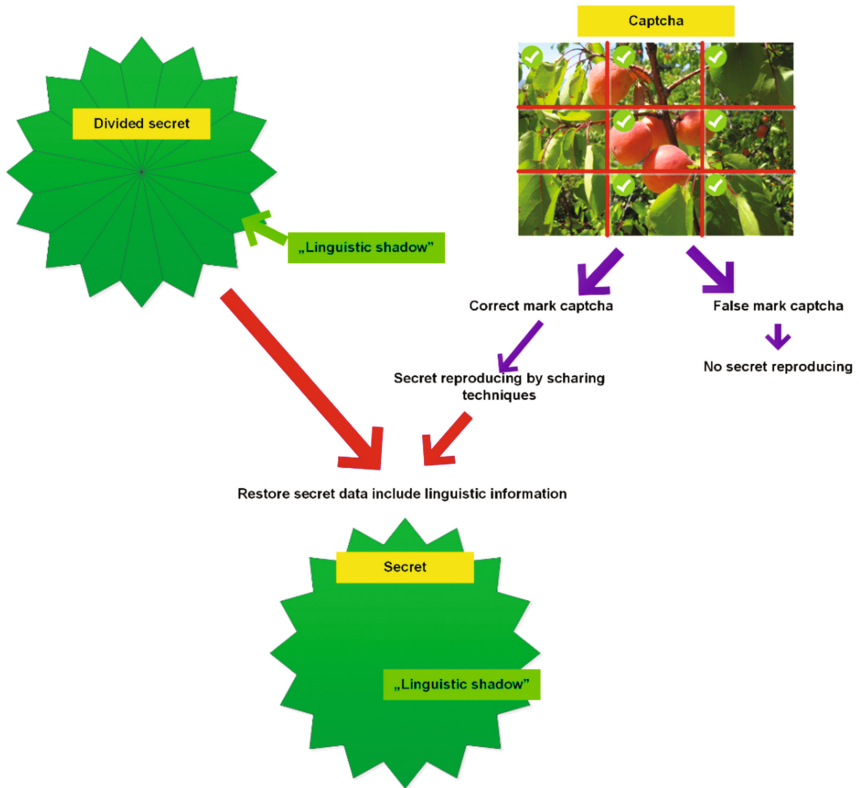 Captcha
Divided secret
„Linguistic shadow”
Correct mark captcha
False mark captcha
Secret reproducing by scharing
techniques
No secret reproducing
Restore secret data include linguistic information
Secret
„Linguistic shadow”